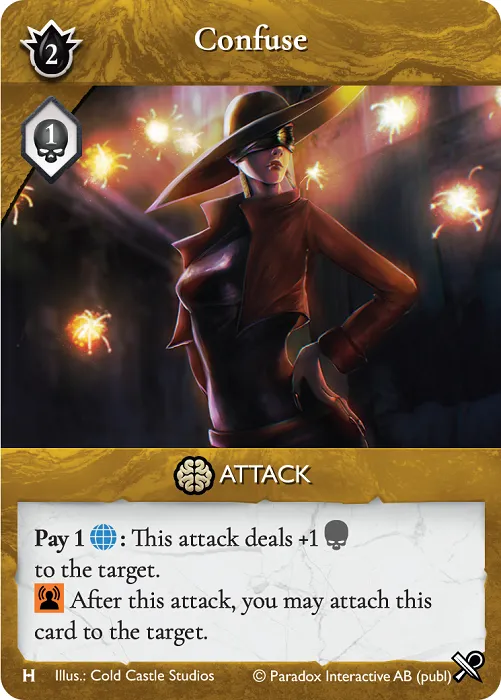 2
Confuse
1
ATTACK
Pay 1 : This attack deals +1
to the target.
After this attack, you may attach this
card to the target.
H Illus.: Cold Castle Studios © Paradox Interactive AB (publ)